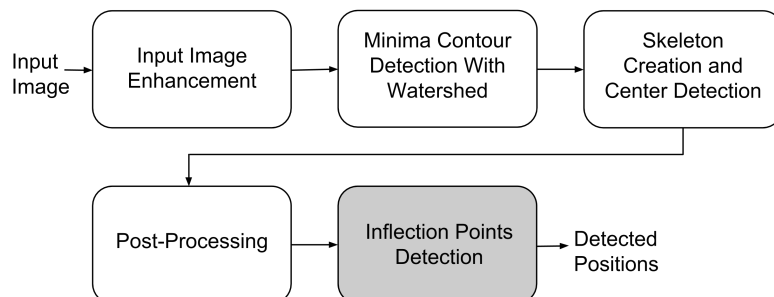 Input
Image
Input Image
Enhancement
Minima Contour
Detection With
Watershed
Skeleton
Creation and
Center Detection
Post-Processing
Inflection Points
Detection
Detected
Positions